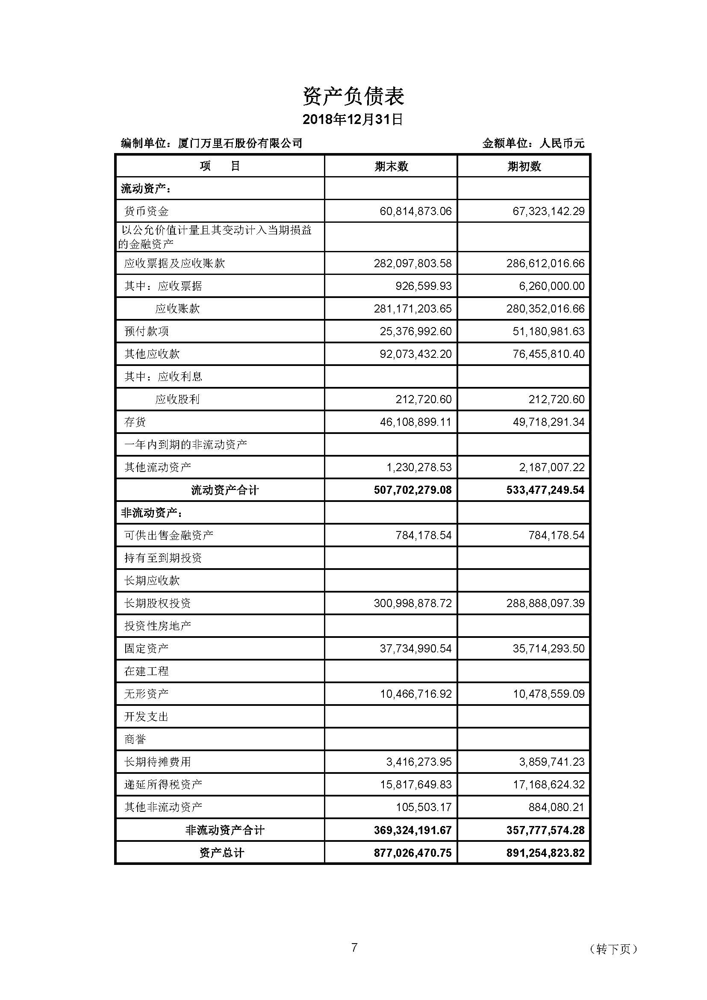 资产负债表
2018年12月31日
编制单位：厦门万里石股份有限公司 金额单位：人民币元
项 目 期末数 期初数
流动资产：
货币资金 60,814,873.06 67,323,142.29
以公允价值计量且其变动计入当期损益
的金融资产
应收票据及应收账款 282,097,803.58 286,612,016.66
其中：应收票据 926,599.93 6,260,000.00
应收账款 281,171,203.65 280,352,016.66
预付款项 25,376,992.60 51,180,981.63
其他应收款 92,073,432.20 76,455,810.40
其中：应收利息
应收股利 212,720.60 212,720.60
存货 46,108,899.11 49,718,291.34
一年内到期的非流动资产
其他流动资产 1,230,278.53 2,187,007.22
流动资产合计 507,702,279.08 533,477,249.54
非流动资产：
可供出售金融资产 784,178.54 784,178.54
持有至到期投资
长期应收款
长期股权投资 300,998,878.72 288,888,097.39
投资性房地产
固定资产 37,734,990.54 35,714,293.50
在建工程
无形资产 10,466,716.92 10,478,559.09
开发支出
商誉
长期待摊费用 3,416,273.95 3,859,741.23
递延所得税资产 15,817,649.83 17,168,624.32
其他非流动资产 105,503.17 884,080.21
非流动资产合计 369,324,191.67 357,777,574.28
资产总计 877,026,470.75 891,254,823.82
7 （转下页）